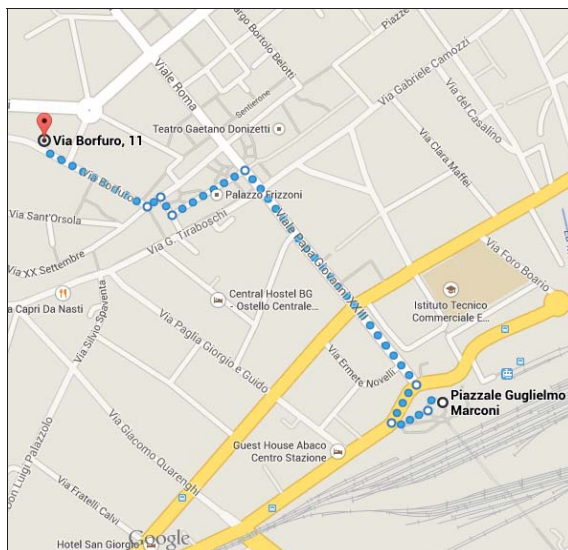 Largo Bortolo Belotti
Piazza
Viale Roma
Via Gabriele Camozzi
Sentierone
Via del Casalino
Teatro Gaetano Donizetti
Via Borfuro, 11
Via Clara Maffei
Via Borfuro
Palazzo Frizzoni
Via Sant'Orsola
Viale Papa Giovanni XXIII
Via G. Tiraboschi
Via XX Settembre
Via Foro Boario
Central Hostel BG
- Ostello Centrale...
Istituto Tecnico
Commerciale E...
a Capri Da Nasti
Via Silvio Spaventa
Via Paglia Giorgio e Guido
Via Ermete Novelli
Piazzale Guglielmo
Marconi
Via Giacomo Quarenghi
Guest House Abaco
Centro Stazione
Don Luigi Palazzolo
Via Fratelli Calvi
Google
Hotel San Giorgio